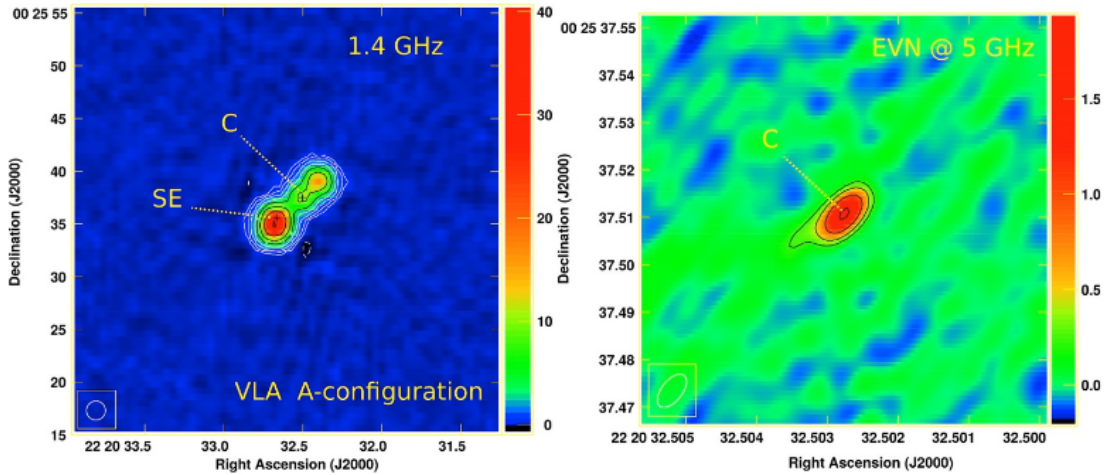 00 25 55
50
45
40
35
30
25
20
15
Declination (J2000)
1.4 GHz
C
SE
VLA A-configuration
22 20 33.5
33.0
32.5
32.0
31.5
Right Ascension (J2000)
40
30
20
10
0
00 25 37.55
37.54
37.53
37.52
37.51
37.50
37.49
37.48
37.47
Declination (J2000)
EVN @ 5 GHz
C
22 20 32.505
32.504
32.503
32.502
32.501
32.500
Right Ascension (J2000)
1.5
1.0
0.5
0.0